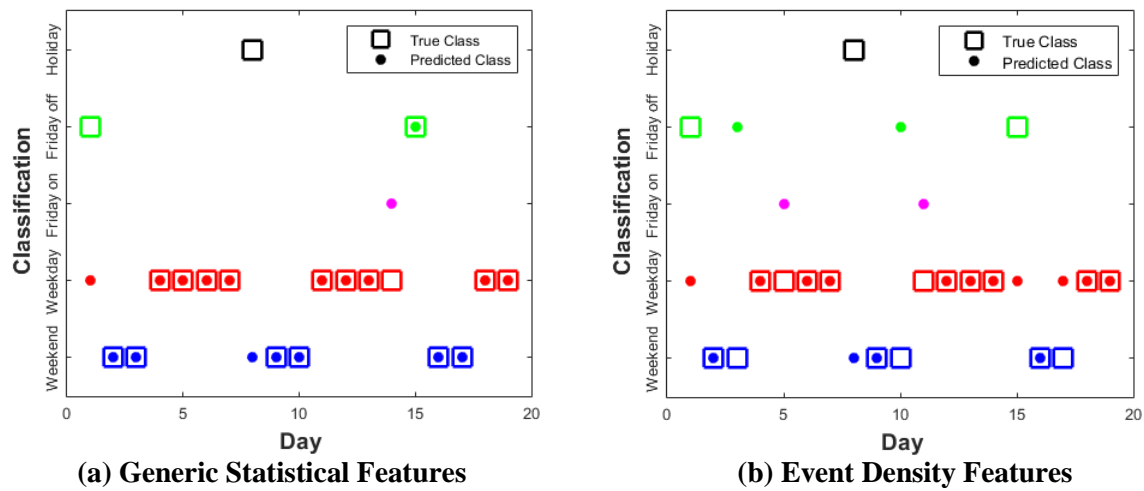 True Class
Predicted Class
Classification
Holiday
Friday off
Friday on
Weekday
Weekend
0
5
10
15
20
Day
(a) Generic Statistical Features
True Class
Predicted Class
Classification
Holiday
Friday off
Friday on
Weekday
Weekend
0
5
10
15
20
Day
(b) Event Density Features